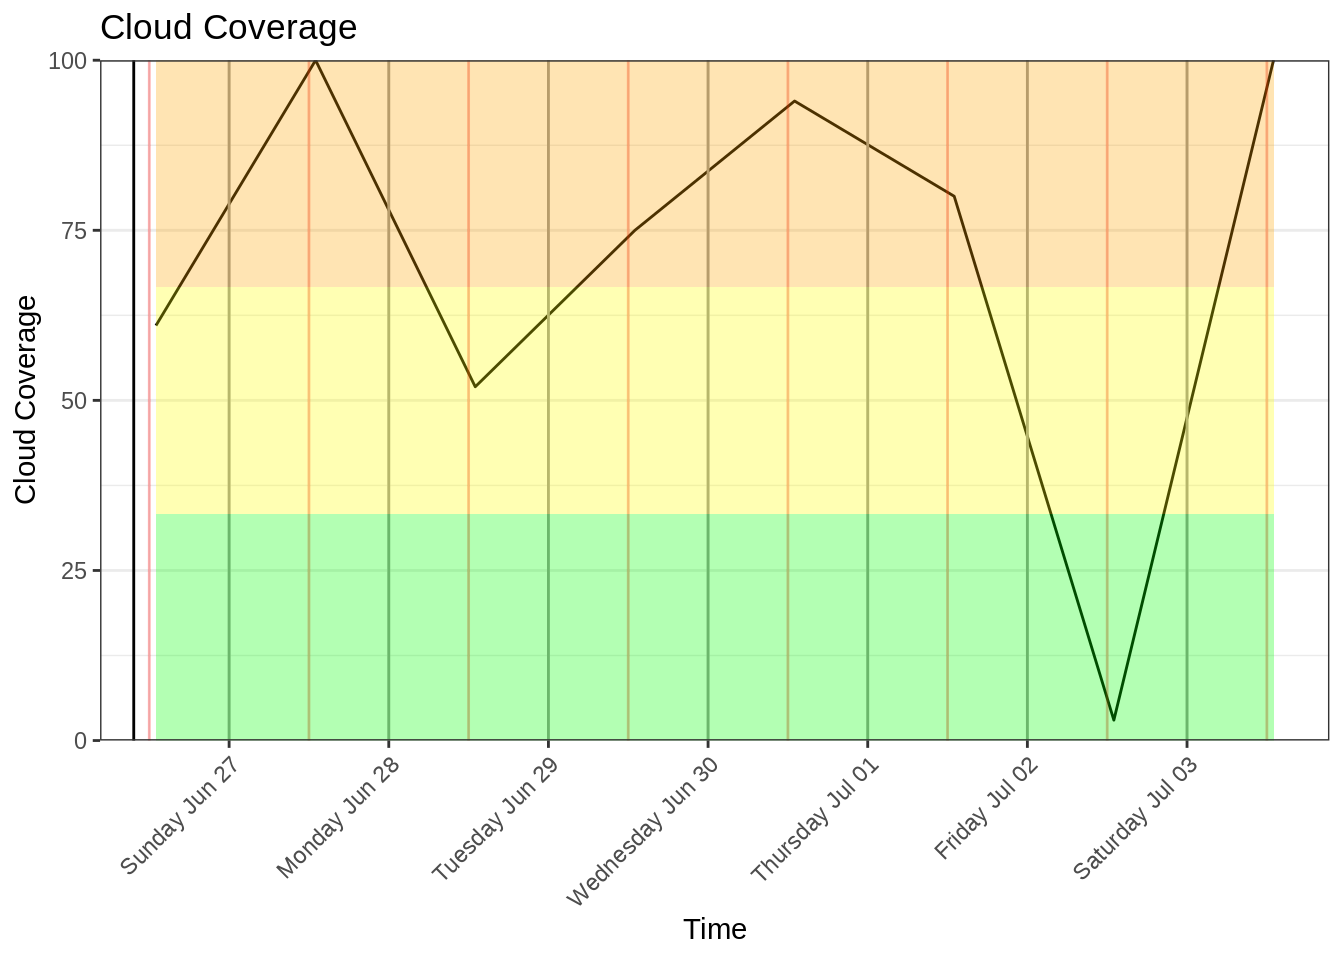 Cloud Coverage
Cloud Coverage
100
75
50
25
0
Sunday Jun 27
Monday Jun 28
Tuesday Jun 29
Wednesday Jun 30
Thursday Jul 01
Friday Jul 02
Saturday Jul 03
Time